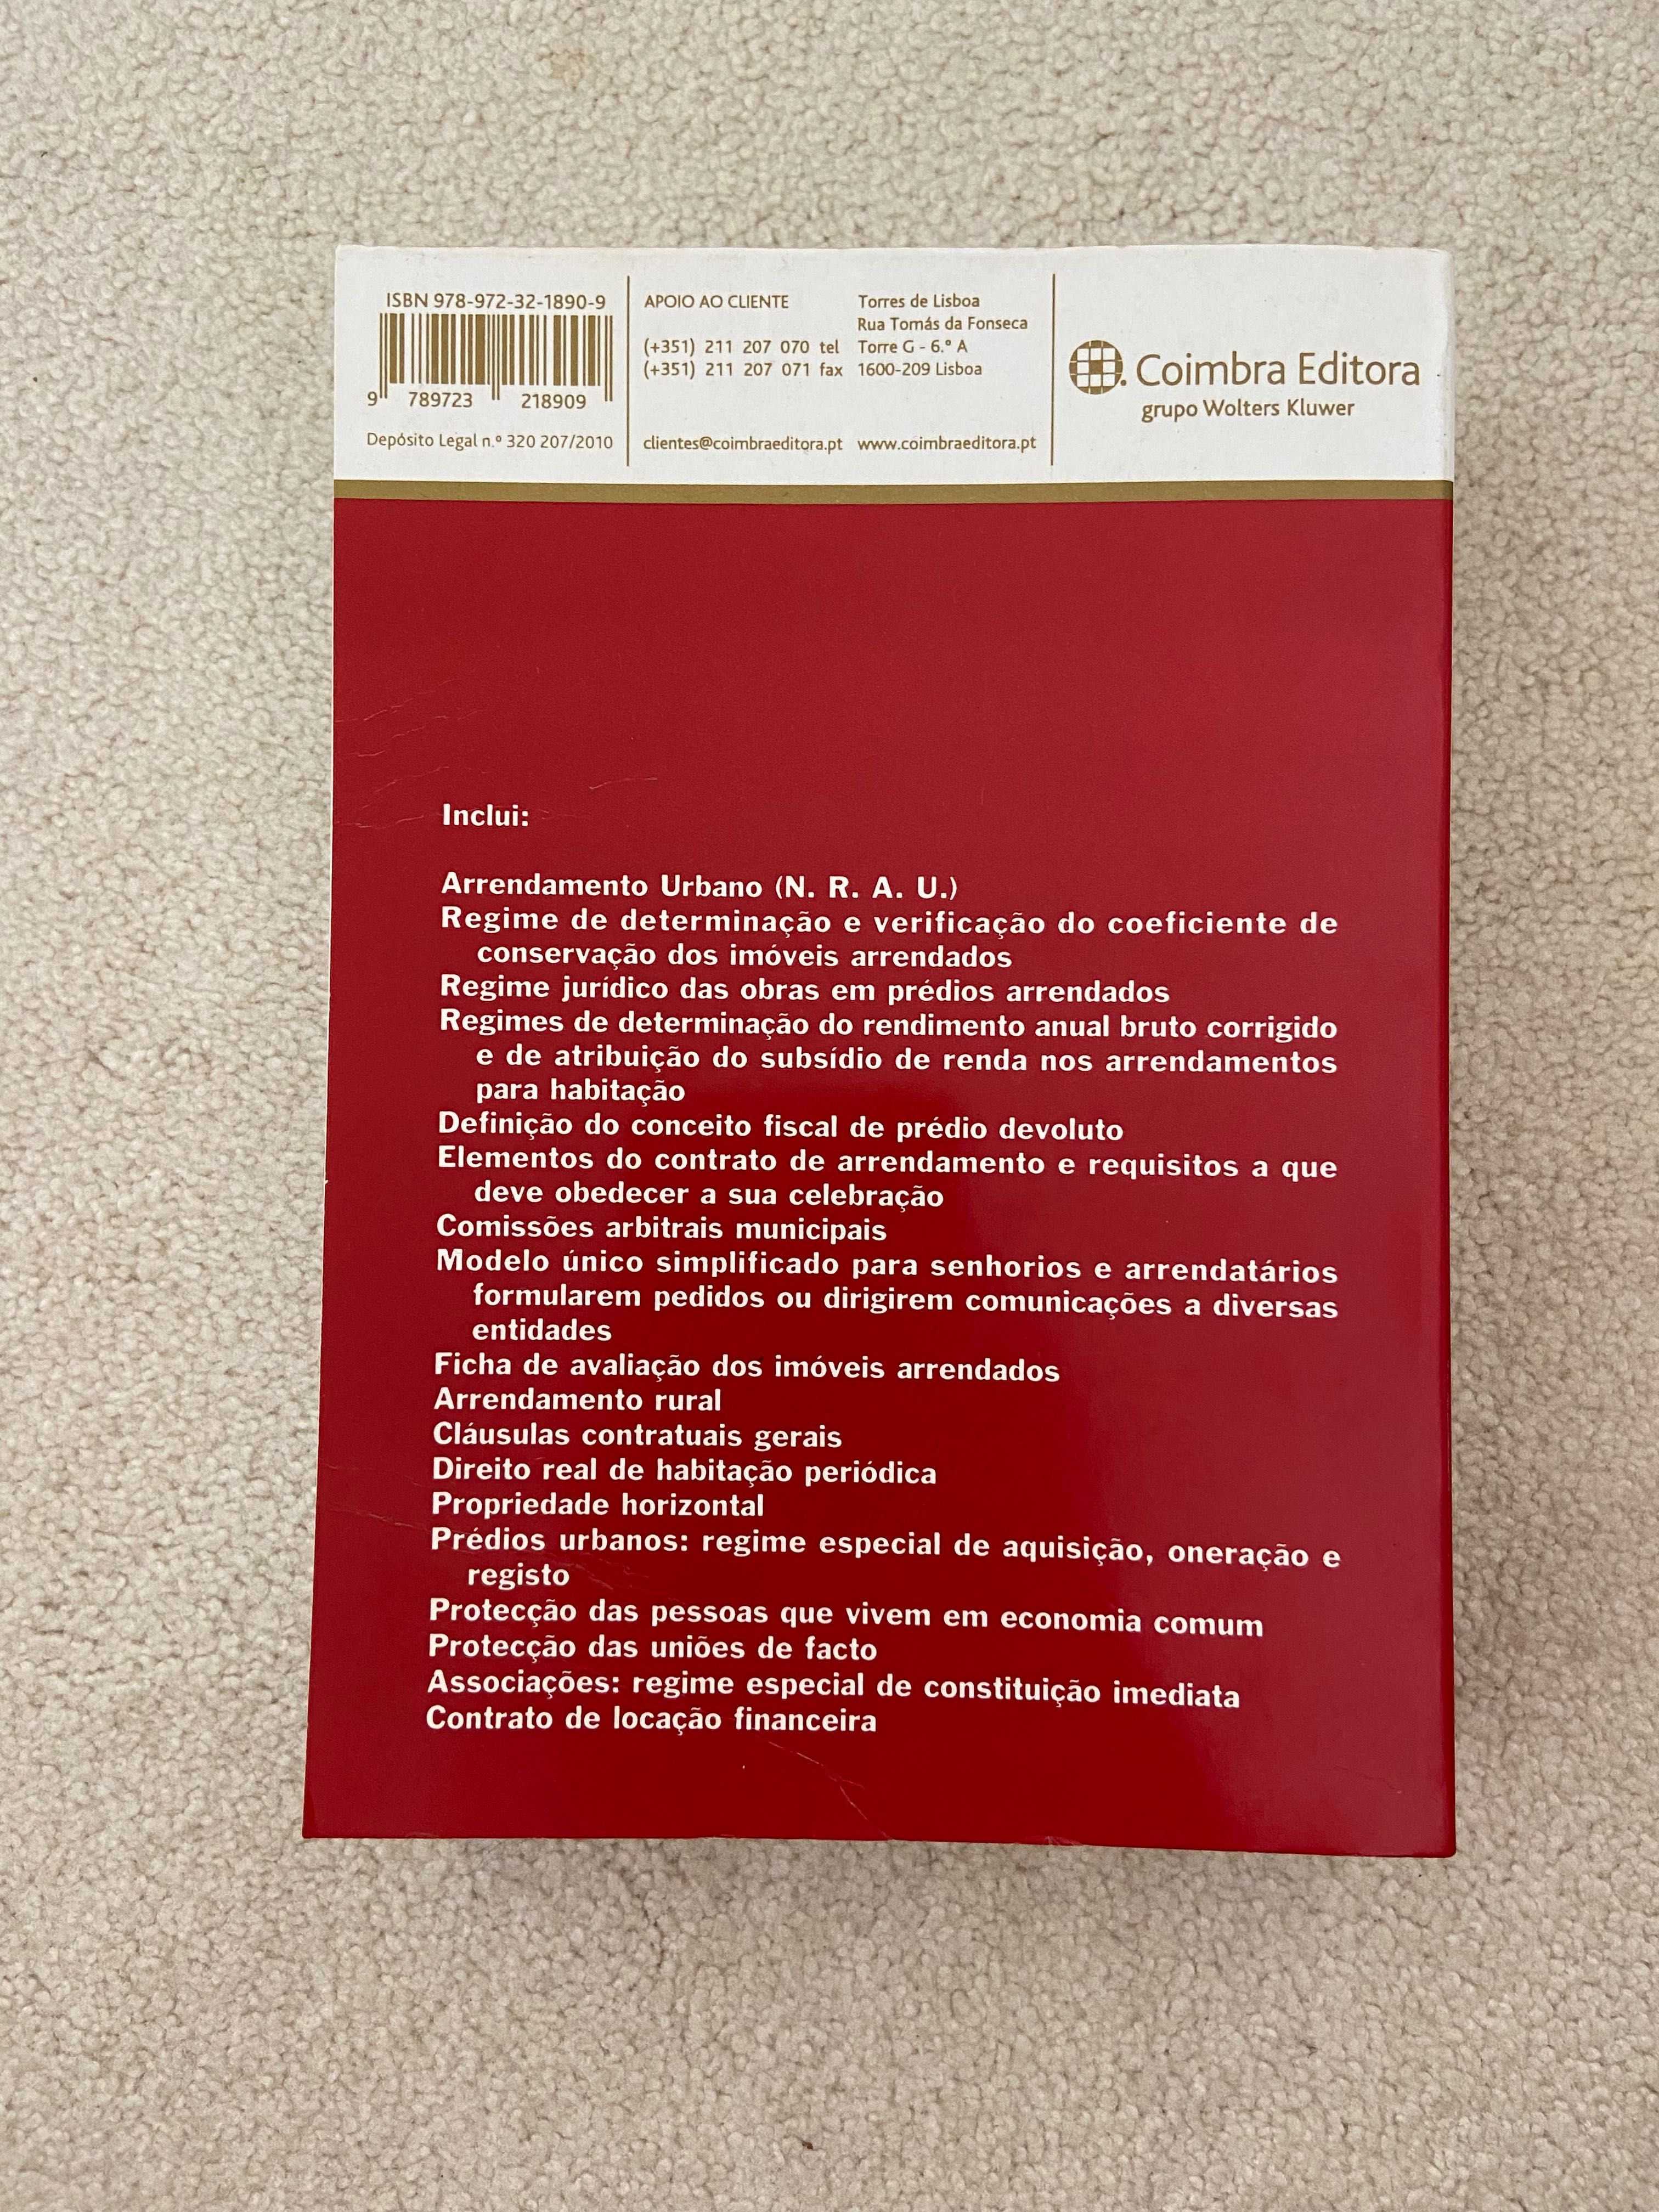 ISBN 978-972-32-1890-9
9 789723 218909
Depósito Legal n.º 320 207/2010
APOIO AO CLIENTE
(+351) 211 207 070 tel
(+351) 211 207 071 fax
clientes@coimbraeditora.pt
Torres de Lisboa
Rua Tomás da Fonseca
Torre G - 6.º A
1600-209 Lisboa
www.coimbraeditora.pt
Coimbra Editora
grupo Wolters Kluwer
Inclui:
Arrendamento Urbano (N. R. A. U.)
Regime de determinação e verificação do coeficiente de
conservação dos imóveis arrendados
Regime jurídico das obras em prédios arrendados
Regimes de determinação do rendimento anual bruto corrigido
e de atribuição do subsídio de renda nos arrendamentos
para habitação
Definição do conceito fiscal de prédio devoluto
Elementos do contrato de arrendamento e requisitos a que
deve obedecer a sua celebração
Comissões arbitrais municipais
Modelo único simplificado para senhorios e arrendatários
formularem pedidos ou dirigirem comunicações a diversas
entidades
Ficha de avaliação dos imóveis arrendados
Arrendamento rural
Cláusulas contratuais gerais
Direito real de habitação periódica
Propriedade horizontal
Prédios urbanos: regime especial de aquisição, oneração e
registo
Protecção das pessoas que vivem em economia comum
Protecção das uniões de facto
Associações: regime especial de constituição imediata
Contrato de locação financeira